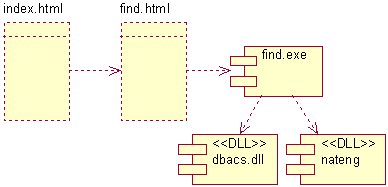 index.html
find.html
find.exe
<<DLL>>
dbacs.dll
<<DLL>>
nateng